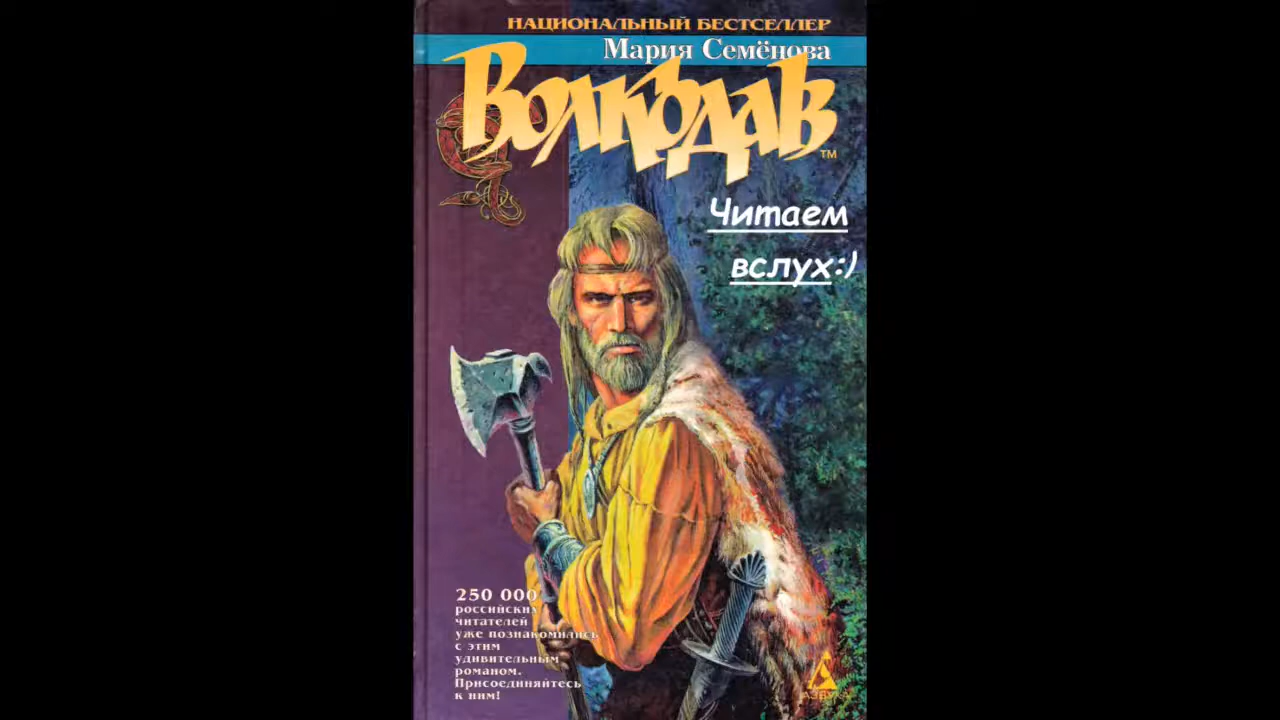 НАЦИОНАЛЬНЫЙ БЕСТСЕЛЛЕР
Мария Семёнова
Волкодав
™
Читаем
вслух:)
250 000
российских
читателей
уже познакомились
с этим
удивительным
романом.
Присоединяйтесь
к ним!
АЗБУКА